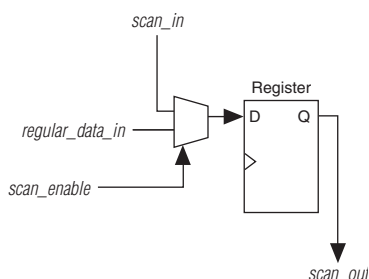 scan_in
Register
D Q
regular_data_in
scan_enable
scan_out